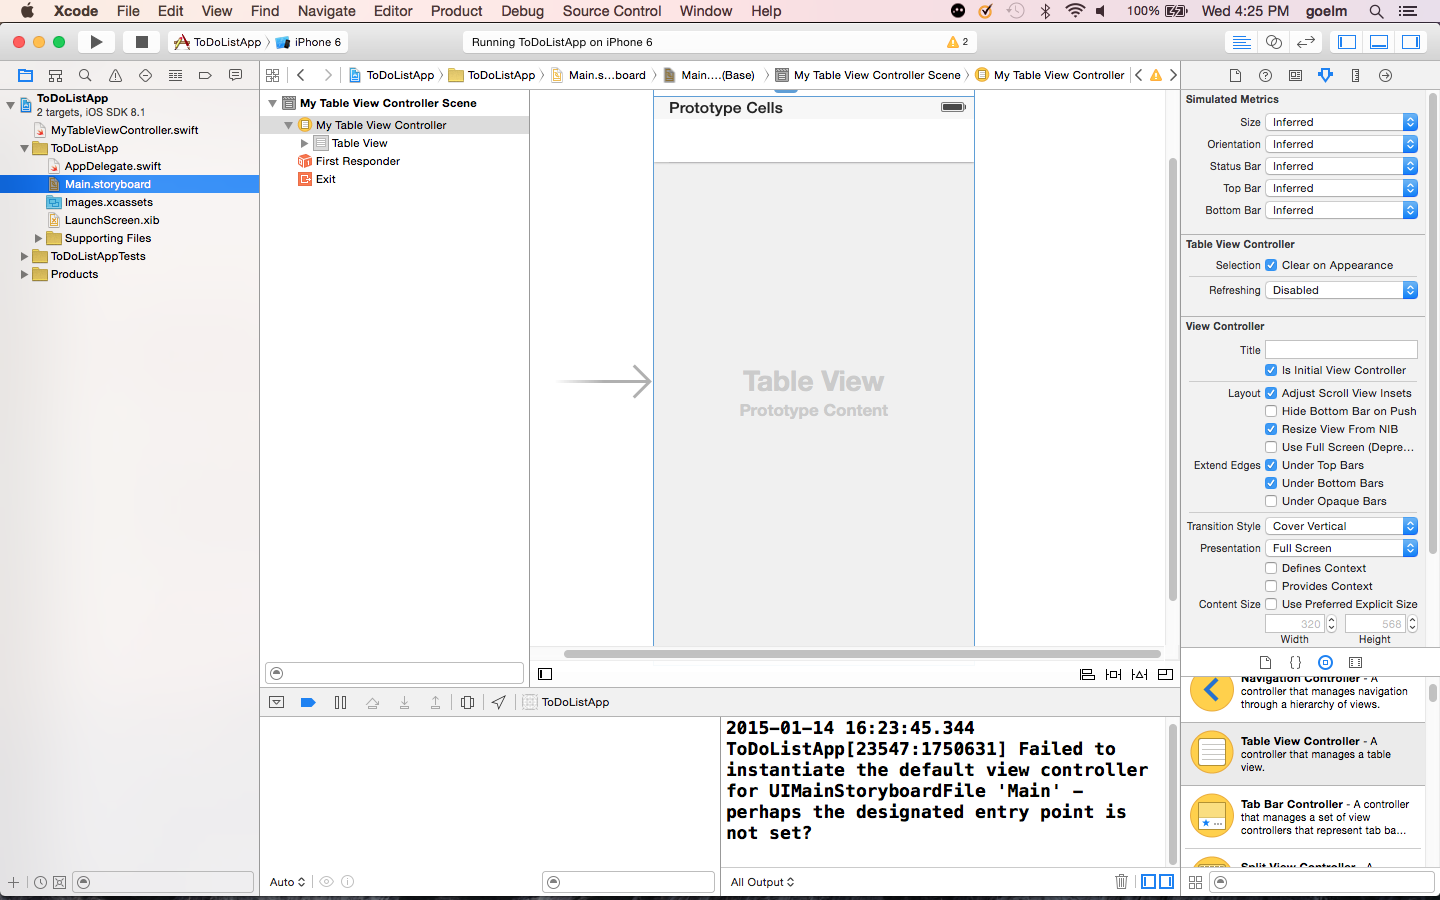 Xcode File Edit View Find Navigate Editor Product Debug Source Control Window Help 100% Wed 4:25 PM goelm
ToDoListApp iPhone 6
Running ToDoListApp on iPhone 6
2
ToDoListApp
2 targets, iOS SDK 8.1
MyTableViewController.swift
ToDoListApp
AppDelegate.swift
Main.storyboard
Images.xcassets
LaunchScreen.xib
Supporting Files
ToDoListAppTests
Products
ToDoListApp ToDoListApp Main.s...board Main....(Base) My Table View Controller Scene My Table View Controller
My Table View Controller Scene
My Table View Controller
Table View
First Responder
Exit
Prototype Cells
Table View
Prototype Content
Simulated Metrics
Size Inferred
Orientation Inferred
Status Bar Inferred
Top Bar Inferred
Bottom Bar Inferred
Table View Controller
Selection Clear on Appearance
Refreshing Disabled
View Controller
Title
Is Initial View Controller
Layout Adjust Scroll View Insets
Hide Bottom Bar on Push
Resize View From NIB
Use Full Screen (Depre...
Extend Edges Under Top Bars
Under Bottom Bars
Under Opaque Bars
Transition Style Cover Vertical
Presentation Full Screen
Defines Context
Provides Context
Content Size Use Preferred Explicit Size
320 568
Width Height
Navigation Controller - A
controller that manages navigation
through a hierarchy of views.
Table View Controller - A
controller that manages a table
view.
Tab Bar Controller - A controller
that manages a set of view
controllers that represent tab ba...
Split View Controller - A
ToDoListApp
2015-01-14 16:23:45.344
ToDoListApp[23547:1750631] Failed to
instantiate the default view controller
for UIMainStoryboardFile 'Main' -
perhaps the designated entry point is
not set?
Auto
All Output